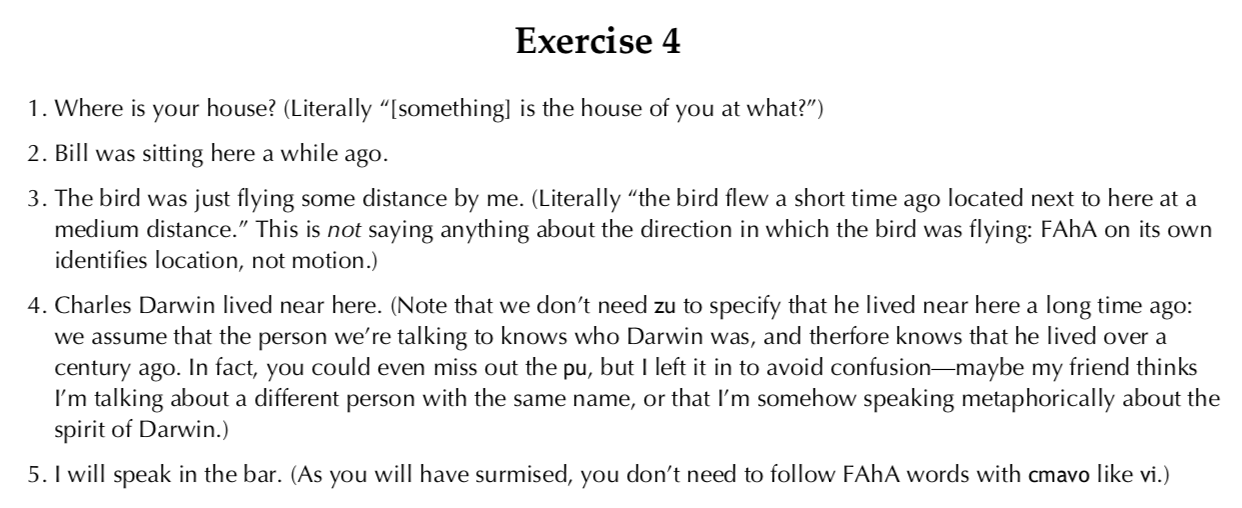 Exercise 4
1. Where is your house? (Literally “[something] is the house of you at what?”)
2. Bill was sitting here a while ago.
3. The bird was just flying some distance by me. (Literally “the bird flew a short time ago located next to here at a
medium distance.” This is not saying anything about the direction in which the bird was flying: FAhA on its own
identifies location, not motion.)
4. Charles Darwin lived near here. (Note that we don’t need zu to specify that he lived near here a long time ago:
we assume that the person we’re talking to knows who Darwin was, and therfore knows that he lived over a
century ago. In fact, you could even miss out the pu, but I left it in to avoid confusion—maybe my friend thinks
I’m talking about a different person with the same name, or that I’m somehow speaking metaphorically about the
spirit of Darwin.)
5. I will speak in the bar. (As you will have surmised, you don’t need to follow FAhA words with cmavo like vi.)